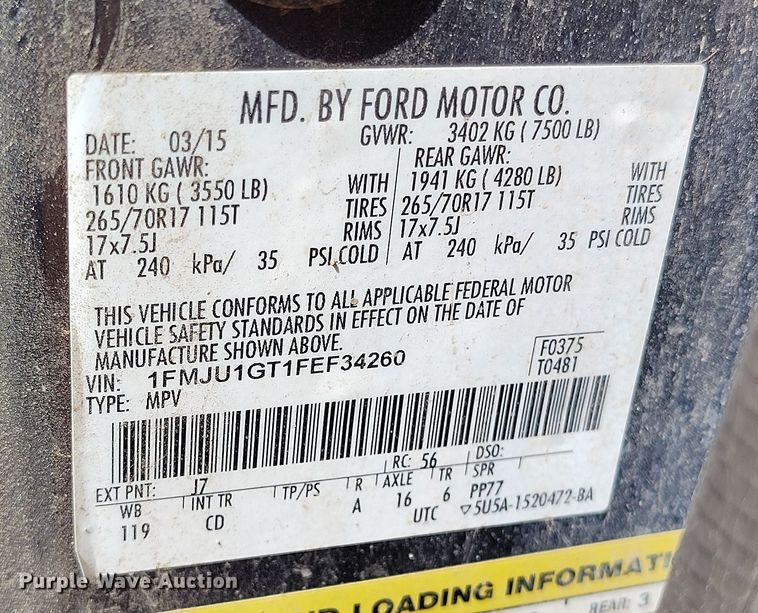 MFD. BY FORD MOTOR CO.
DATE: 03/15 GVWR: 3402 KG ( 7500 LB)
FRONT GAWR: REAR GAWR:
1610 KG ( 3550 LB) WITH 1941 KG ( 4280 LB) WITH
265/70R17 115T TIRES 265/70R17 115T TIRES
17x7.5J RIMS 17x7.5J RIMS
AT 240 kPa/ 35 PSI COLD AT 240 kPa/ 35 PSI COLD
THIS VEHICLE CONFORMS TO ALL APPLICABLE FEDERAL MOTOR
VEHICLE SAFETY STANDARDS IN EFFECT ON THE DATE OF
MANUFACTURE SHOWN ABOVE.
VIN: 1FMJU1GT1FEF34260 F0375
TYPE: MPV T0481
EXT PNT: J7 RC: 56 DSO:
WB INT TR TP/PS R AXLE TR SPR
119 CD A 16 6 PP77
UTC ▽5U5A-1520472-BA
LOADING INFORMATI
REAR: 3
Purple Wave Auction